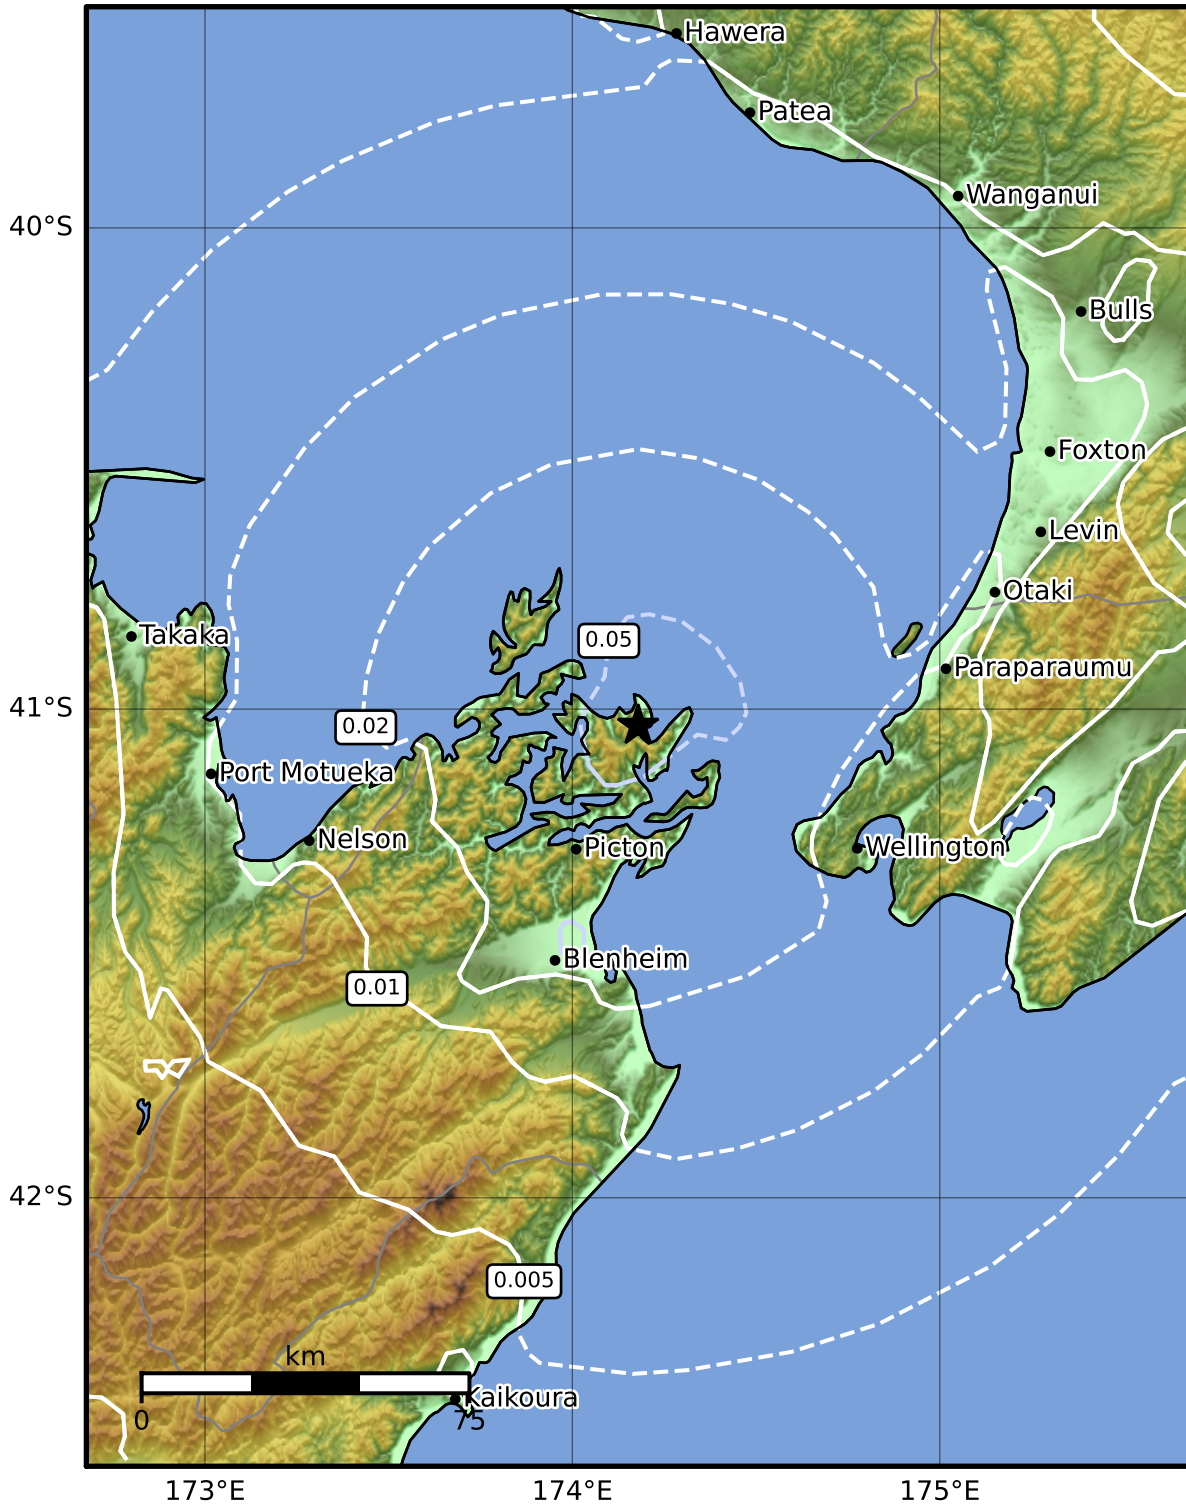 Hawera
Patea
Wanganui
40°S
Bulls
Foxton
Levin
Otaki
Takaka
0.05
Paraparaumu
41°S
0.02
Port Motueka
Nelson
Picton
Wellington
Blenheim
0.01
42°S
0.005
km
Kaikoura
0
75
173°E
174°E
175°E